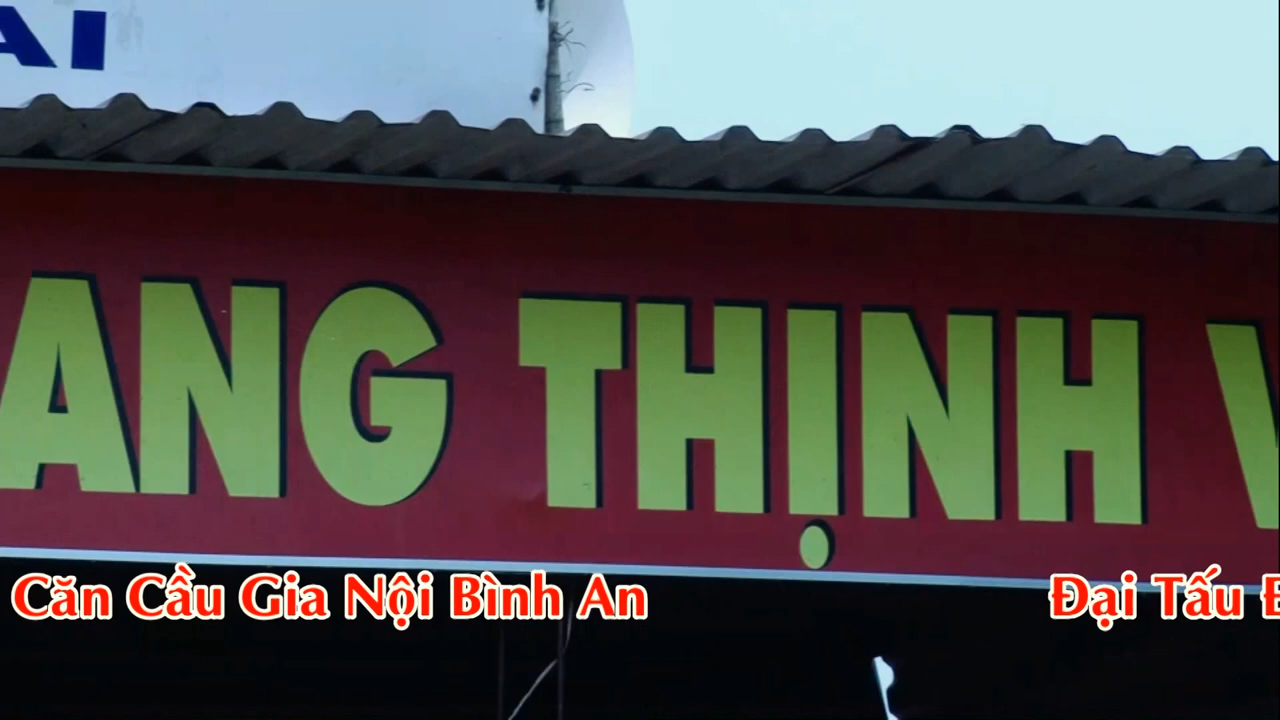 AI
ANG THỊNH V
Căn Cầu Gia Nội Bình An Đại Tấu Đ